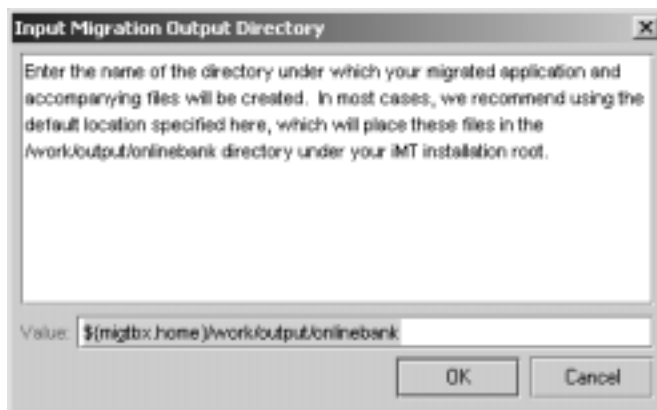 Input Migration Output Directory
Enter the name of the directory under which your migrated application and
accompanying files will be created. In most cases, we recommend using the
default location specified here, which will place these files in the
/work/output/onlinebank directory under your iMT installation root.
Value: ${migtbx.home}/work/output/onlinebank
OK Cancel